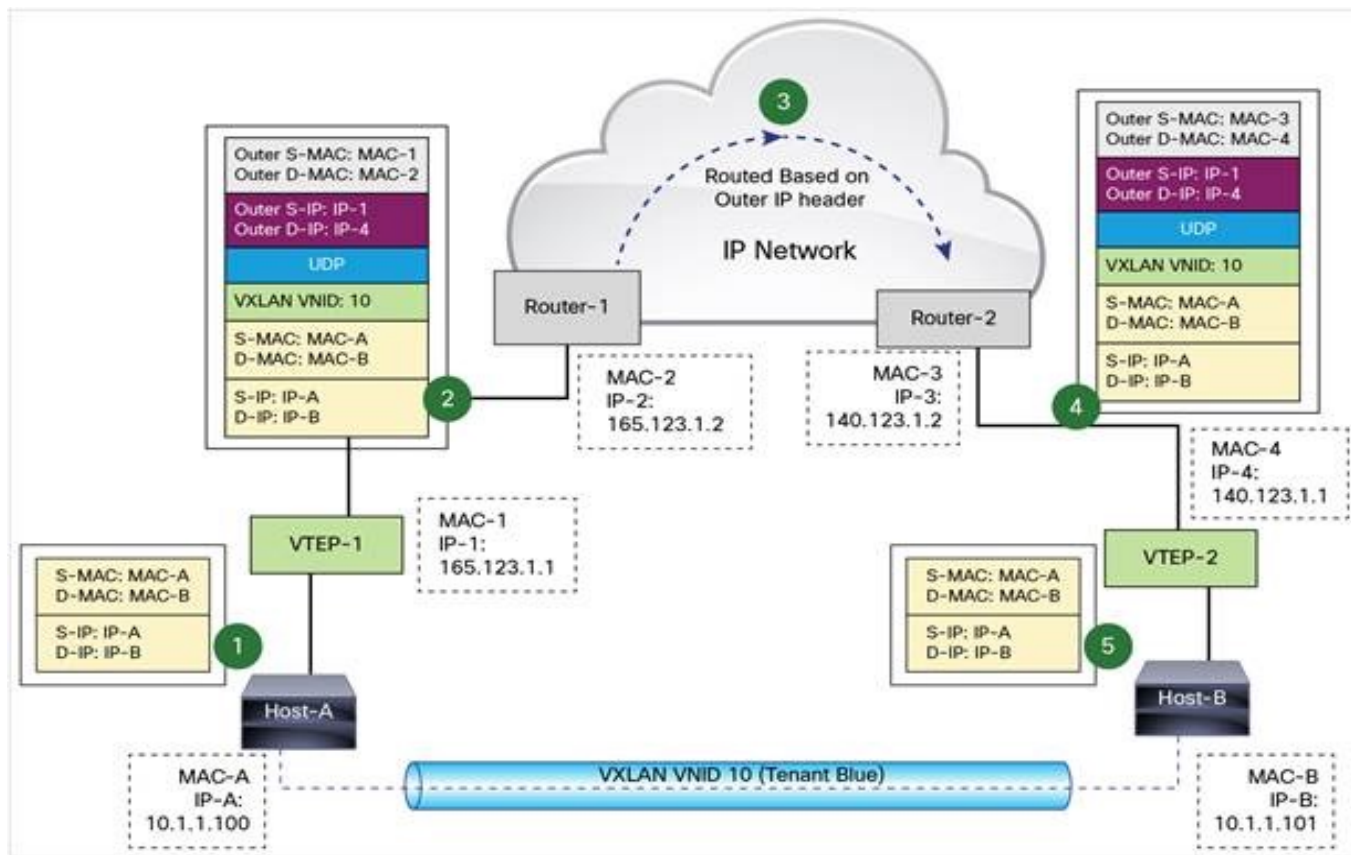 3
Routed Based on
Outer IP header
IP Network
Outer S-MAC: MAC-1
Outer D-MAC: MAC-2
Outer S-IP: IP-1
Outer D-IP: IP-4
UDP
VXLAN VNID: 10
S-MAC: MAC-A
D-MAC: MAC-B
S-IP: IP-A
D-IP: IP-B
2
Router-1
MAC-2
IP-2:
165.123.1.2
Router-2
MAC-3
IP-3:
140.123.1.2
Outer S-MAC: MAC-3
Outer D-MAC: MAC-4
Outer S-IP: IP-1
Outer D-IP: IP-4
UDP
VXLAN VNID: 10
S-MAC: MAC-A
D-MAC: MAC-B
S-IP: IP-A
D-IP: IP-B
4
MAC-4
IP-4:
140.123.1.1
VTEP-1
MAC-1
IP-1:
165.123.1.1
VTEP-2
S-MAC: MAC-A
D-MAC: MAC-B
S-IP: IP-A
D-IP: IP-B
1
Host-A
MAC-A
IP-A:
10.1.1.100
VXLAN VNID 10 (Tenant Blue)
S-MAC: MAC-A
D-MAC: MAC-B
S-IP: IP-A
D-IP: IP-B
5
Host-B
MAC-B
IP-B:
10.1.1.101